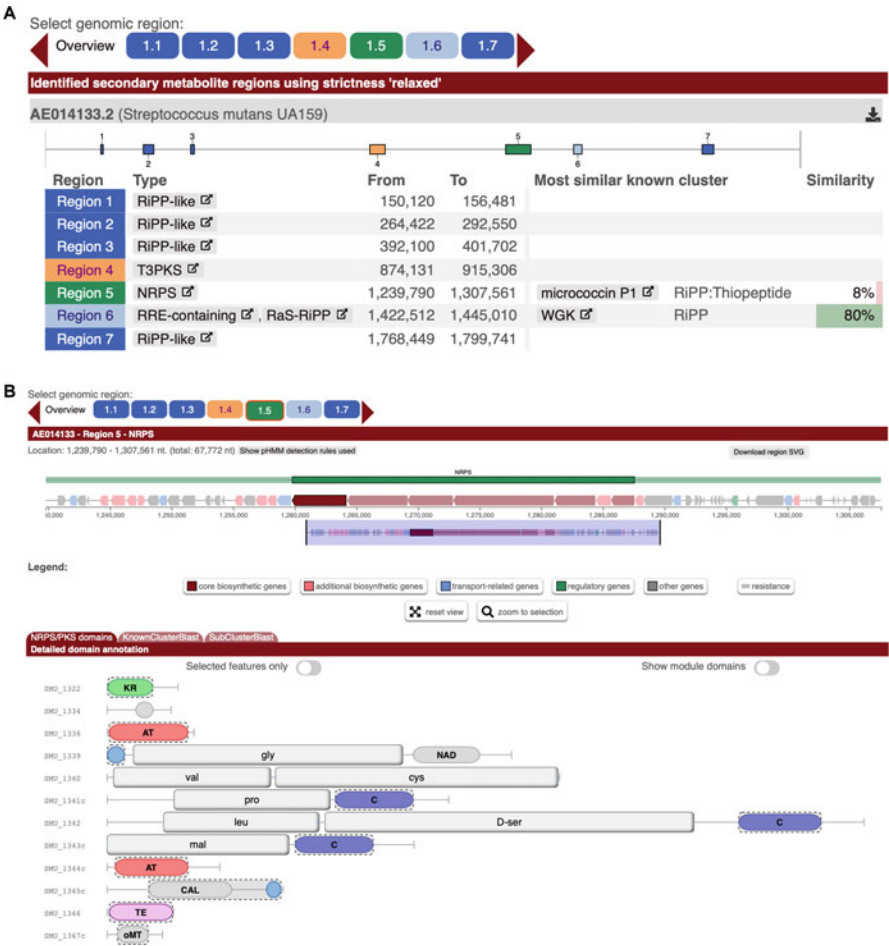 A
Select genomic region:
Overview 1.1 1.2 1.3 1.4 1.5 1.6 1.7
Identified secondary metabolite regions using strictness 'relaxed'
AE014133.2 (Streptococcus mutans UA159)
1 3 5 7
2 4 6
Region Type From To Most similar known cluster Similarity
Region 1 RiPP-like 150,120 156,481
Region 2 RiPP-like 264,422 292,550
Region 3 RiPP-like 392,100 401,702
Region 4 T3PKS 874,131 915,306
Region 5 NRPS 1,239,790 1,307,561 micrococcin P1 RiPP:Thiopeptide 8%
Region 6 RRE-containing , RaS-RiPP 1,422,512 1,445,010 WGK RiPP 80%
Region 7 RiPP-like 1,768,449 1,799,741
B
Select genomic region:
Overview 1.1 1.2 1.3 1.4 1.5 1.6 1.7
AE014133 - Region 5 - NRPS
Location: 1,239,790 - 1,307,561 nt. (total: 67,772 nt) Show pHMM detection rules used Download region SVG
NRPS
1,245,000 1,250,000 1,255,000 1,260,000 1,265,000 1,270,000 1,275,000 1,280,000 1,285,000 1,290,000 1,295,000 1,300,000 1,305,000
Legend:
core biosynthetic genes additional biosynthetic genes transport-related genes regulatory genes other genes resistance
reset view zoom to selection
NRPS/PKS domains KnownClusterBlast SubClusterBlast
Detailed domain annotation
Selected features only Show module domains
SMU_1322 KR
SMU_1334
SMU_1336 AT
SMU_1339 gly NAD
SMU_1340 val cys
SMU_1341c pro C
SMU_1342 leu D-ser C
SMU_1343c mal C
SMU_1344c AT
SMU_1345c CAL
SMU_1346 TE
SMU_1367c oMT